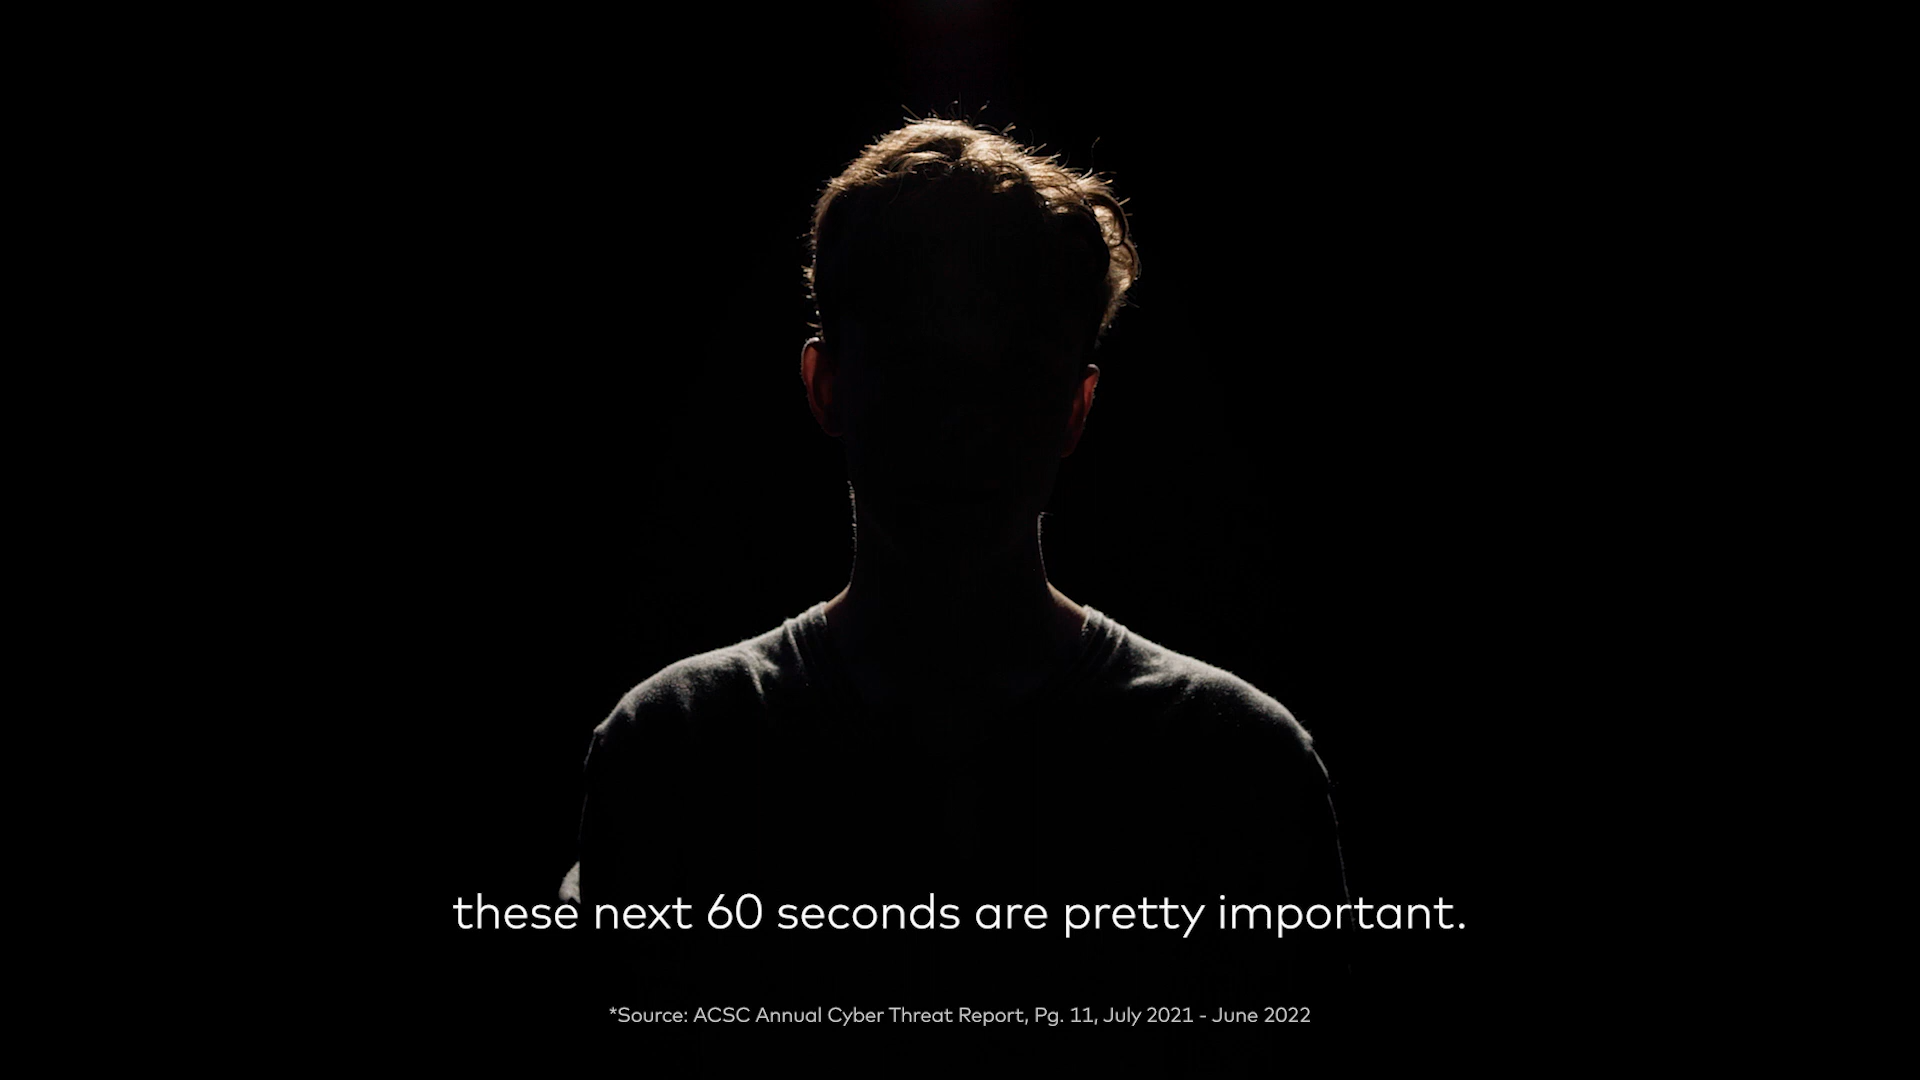 these next 60 seconds are pretty important.
*Source: ACSC Annual Cyber Threat Report, Pg. 11, July 2021 - June 2022